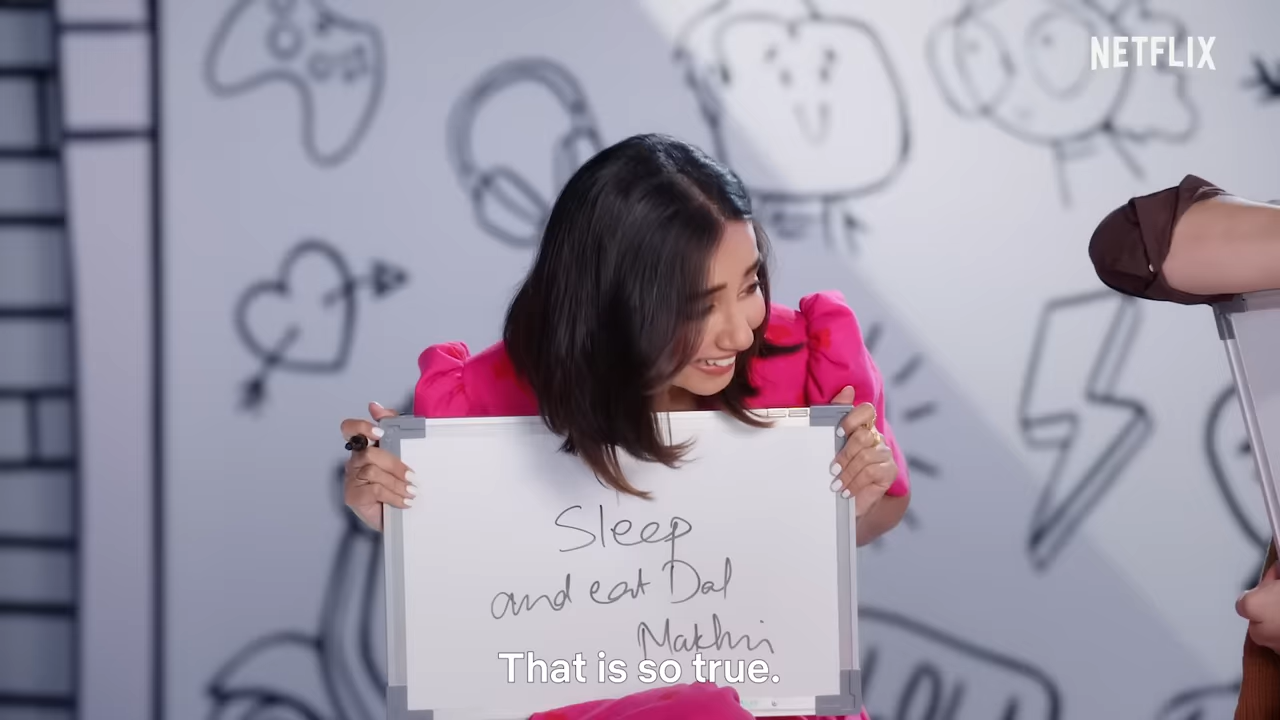 NETFLIX
Sleep
and eat Dal
Makhni
That is so true.